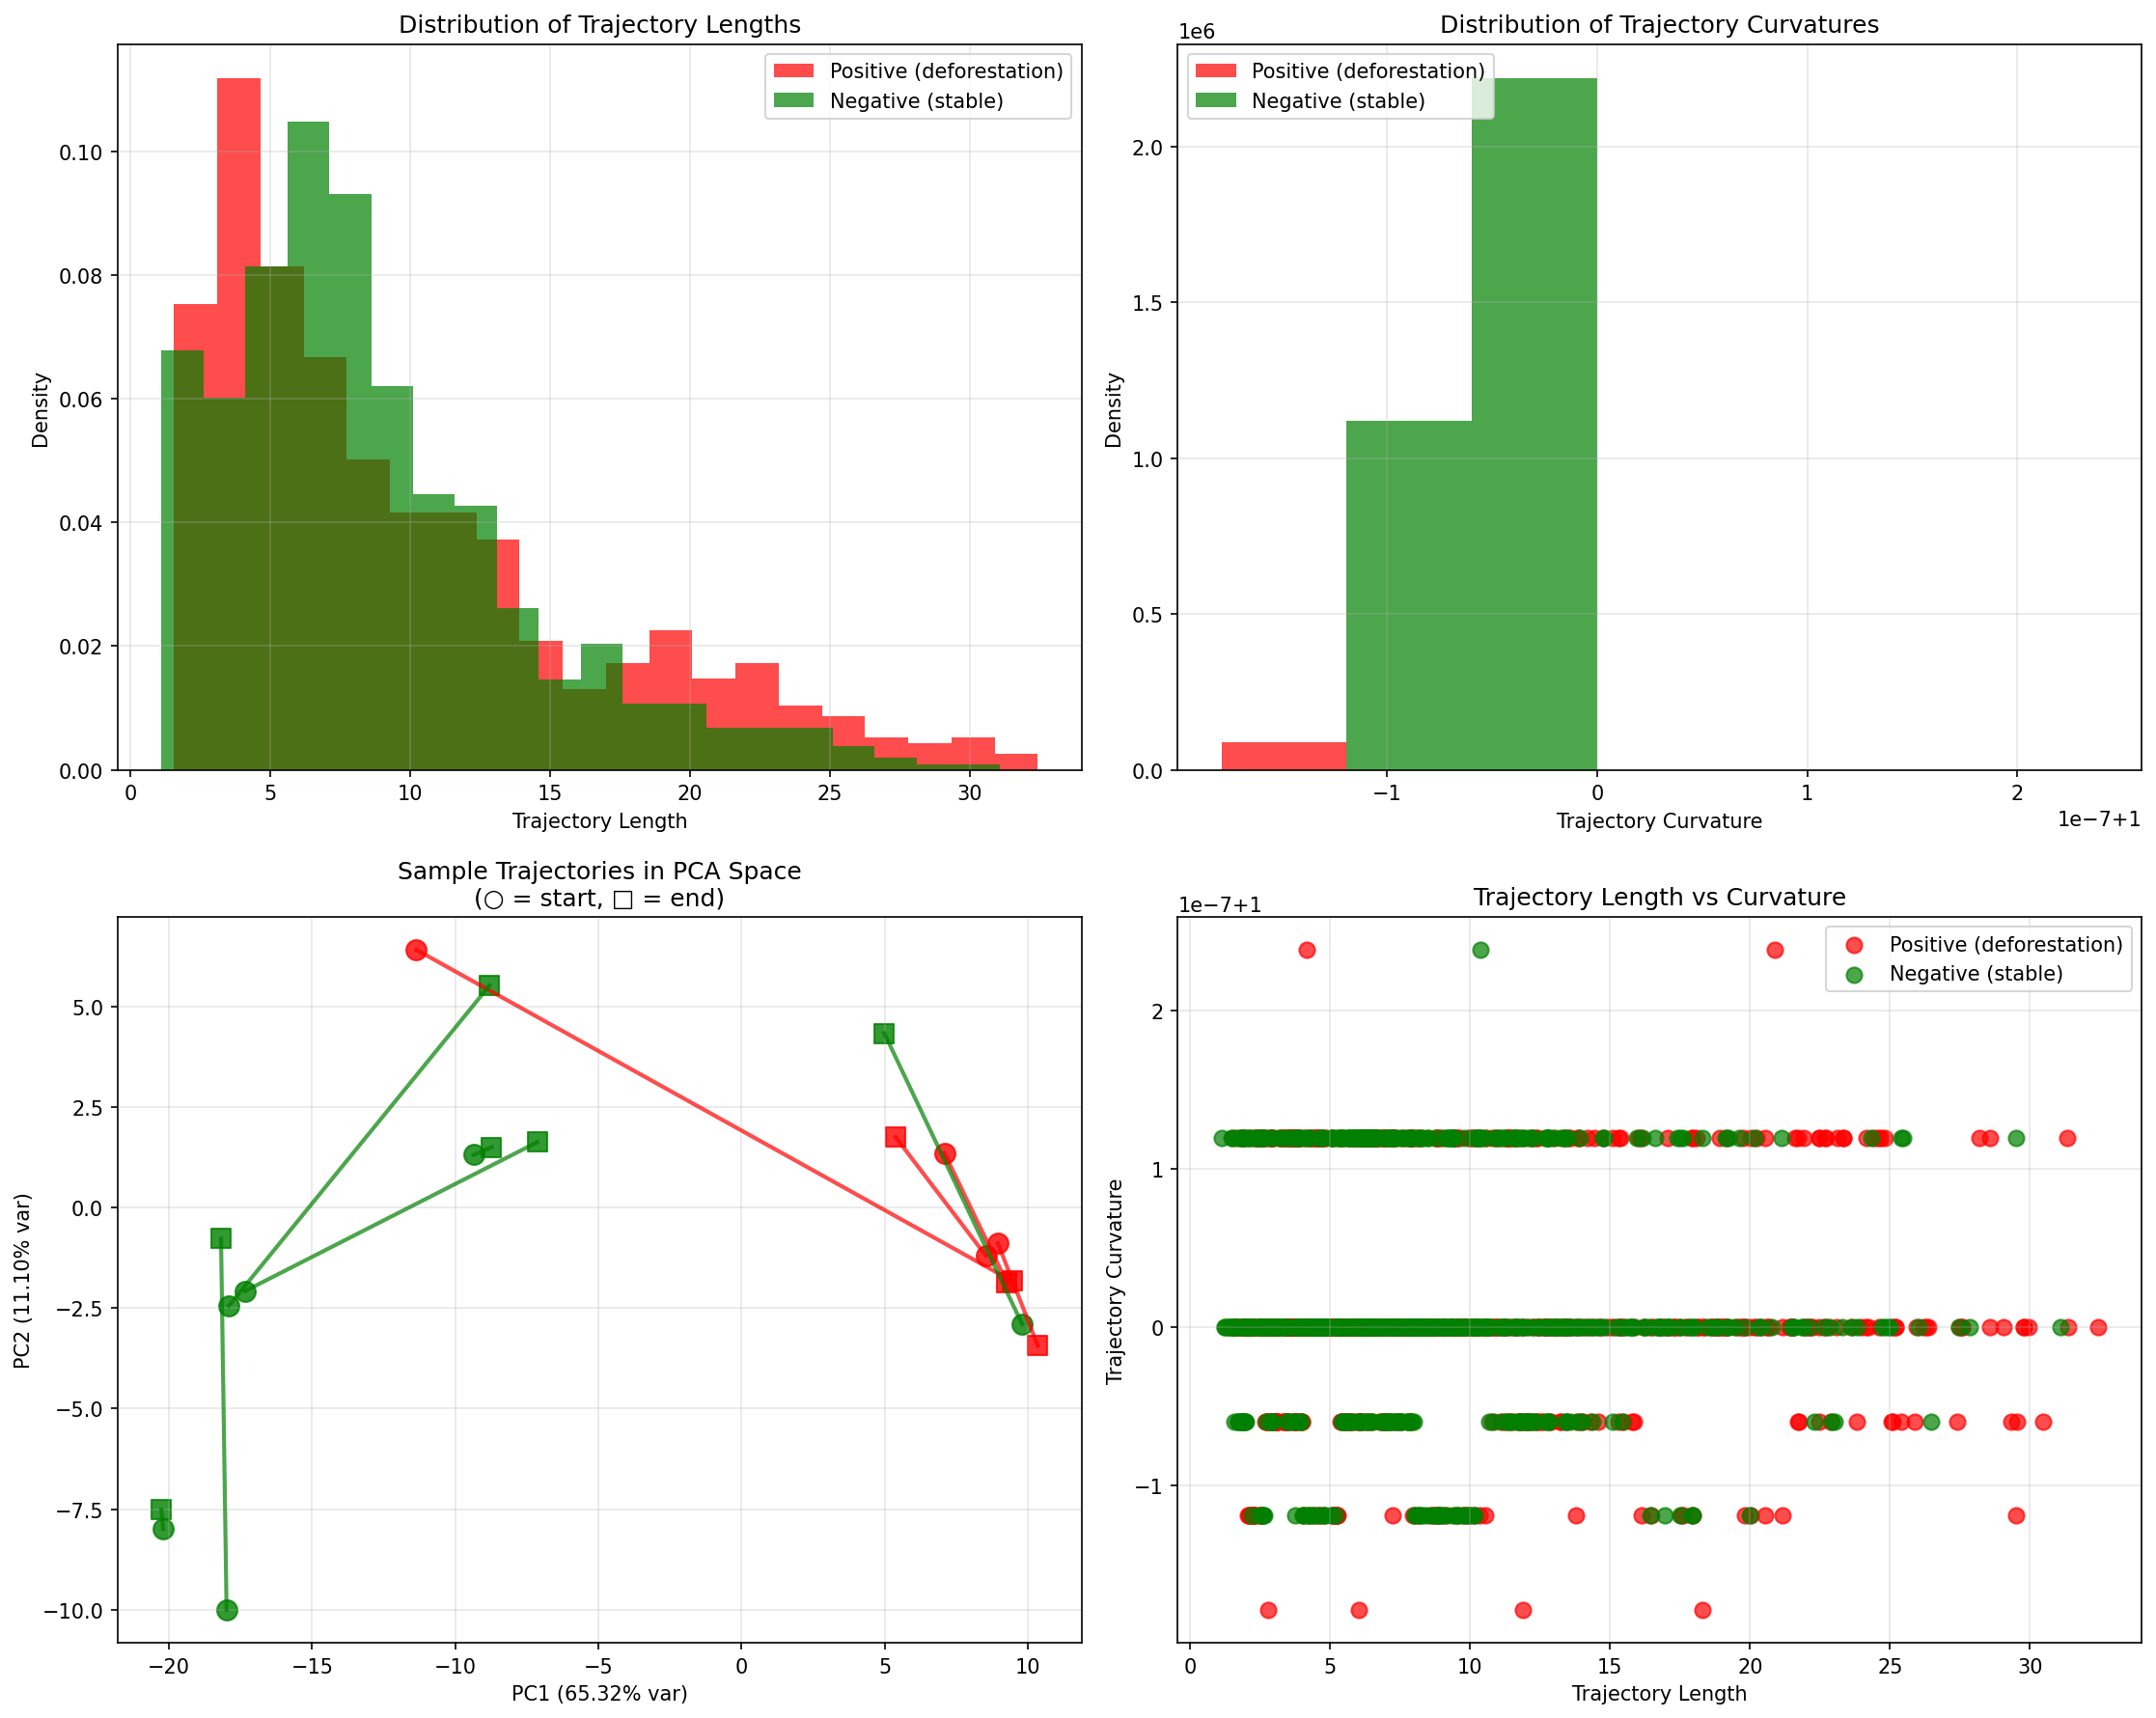 Distribution of Trajectory Lengths
Positive (deforestation)
Negative (stable)
Density
0.00
0.02
0.04
0.06
0.08
0.10
0
5
10
15
20
25
30
Trajectory Length
Distribution of Trajectory Curvatures
1e6
Positive (deforestation)
Negative (stable)
Density
0.0
0.5
1.0
1.5
2.0
−1
0
1
2
1e−7+1
Trajectory Curvature
Sample Trajectories in PCA Space
(○ = start, □ = end)
PC2 (11.10% var)
5.0
2.5
0.0
−2.5
−5.0
−7.5
−10.0
−20
−15
−10
−5
0
5
10
PC1 (65.32% var)
Trajectory Length vs Curvature
1e−7+1
Positive (deforestation)
Negative (stable)
Trajectory Curvature
2
1
0
−1
0
5
10
15
20
25
30
Trajectory Length